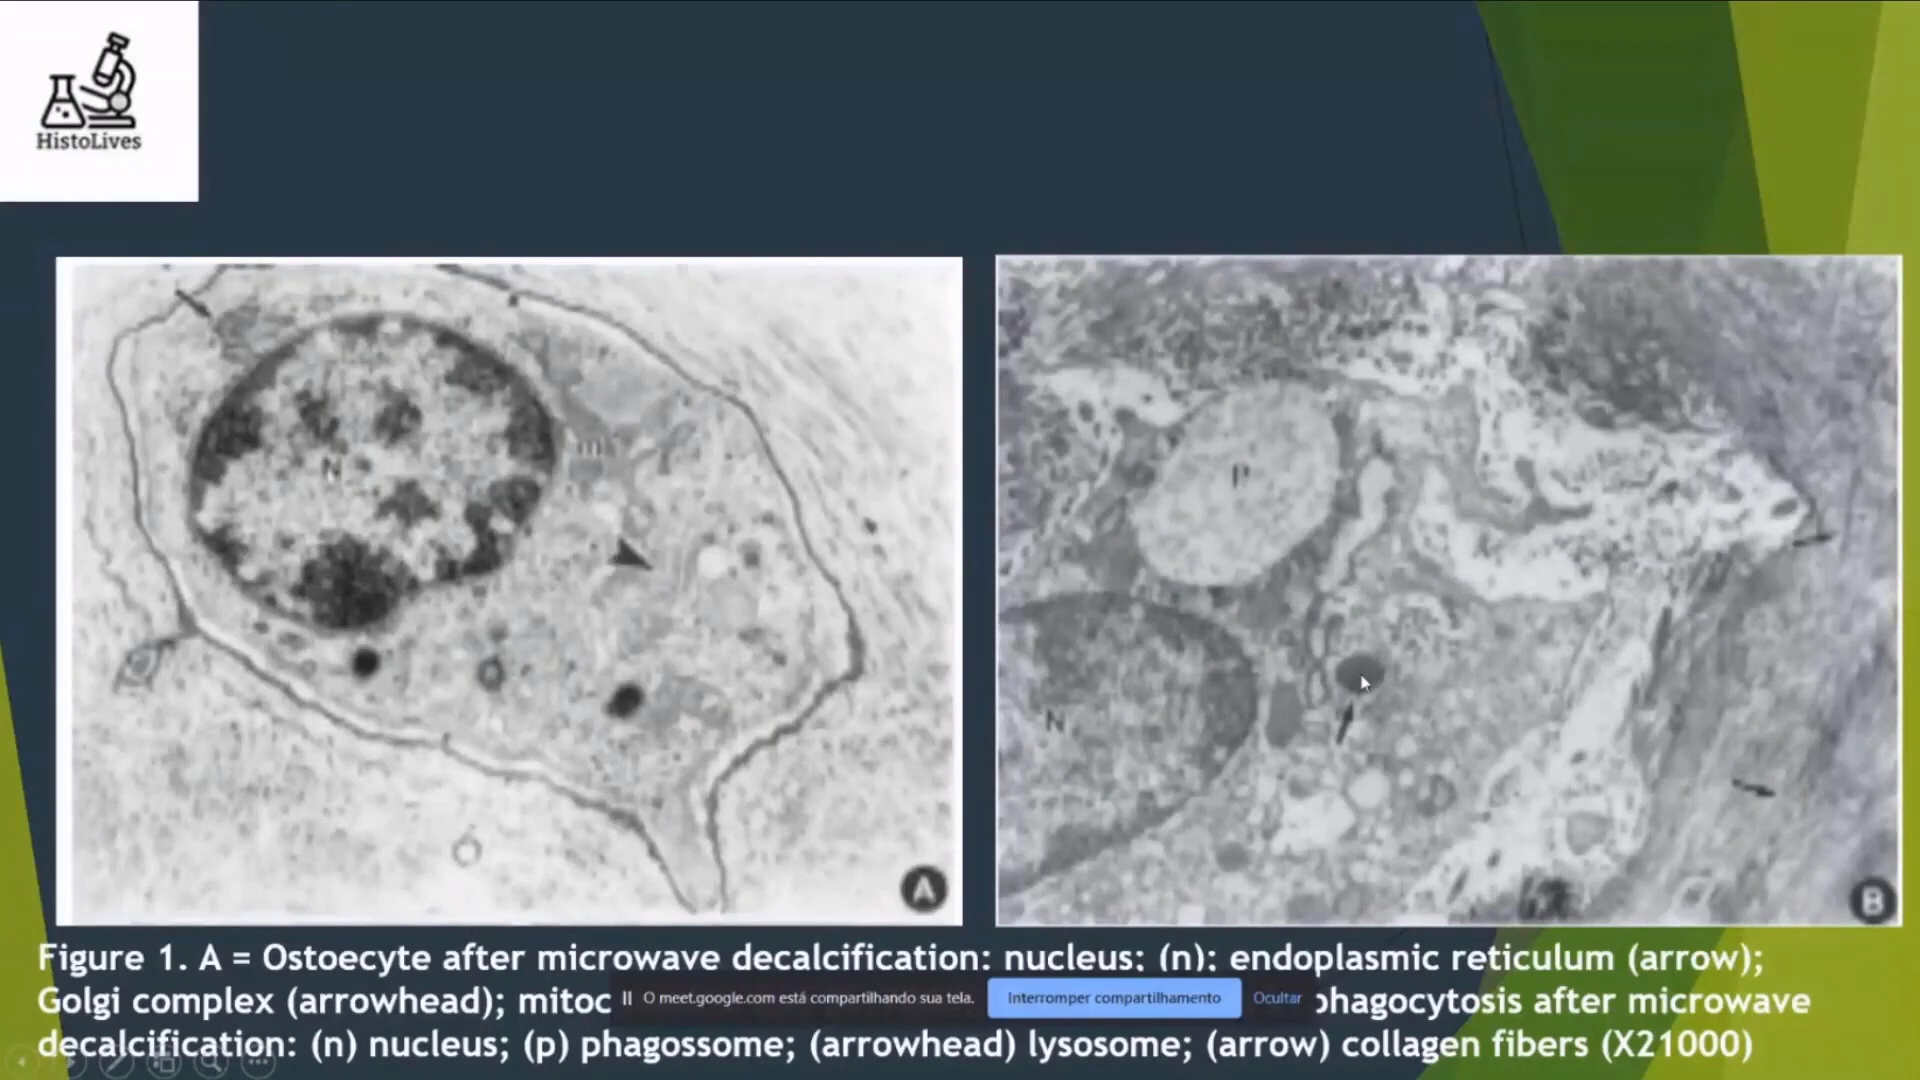 HistoLives
N
m
A
P
N
B
Figure 1. A = Ostoecyte after microwave decalcification: nucleus; (n); endoplasmic reticulum (arrow);
Golgi complex (arrowhead); mitoc
O meet.google.com está compartilhando sua tela. Interromper compartilhamento Ocultar
phagocytosis after microwave
decalcification: (n) nucleus; (p) phagossome; (arrowhead) lysosome; (arrow) collagen fibers (X21000)